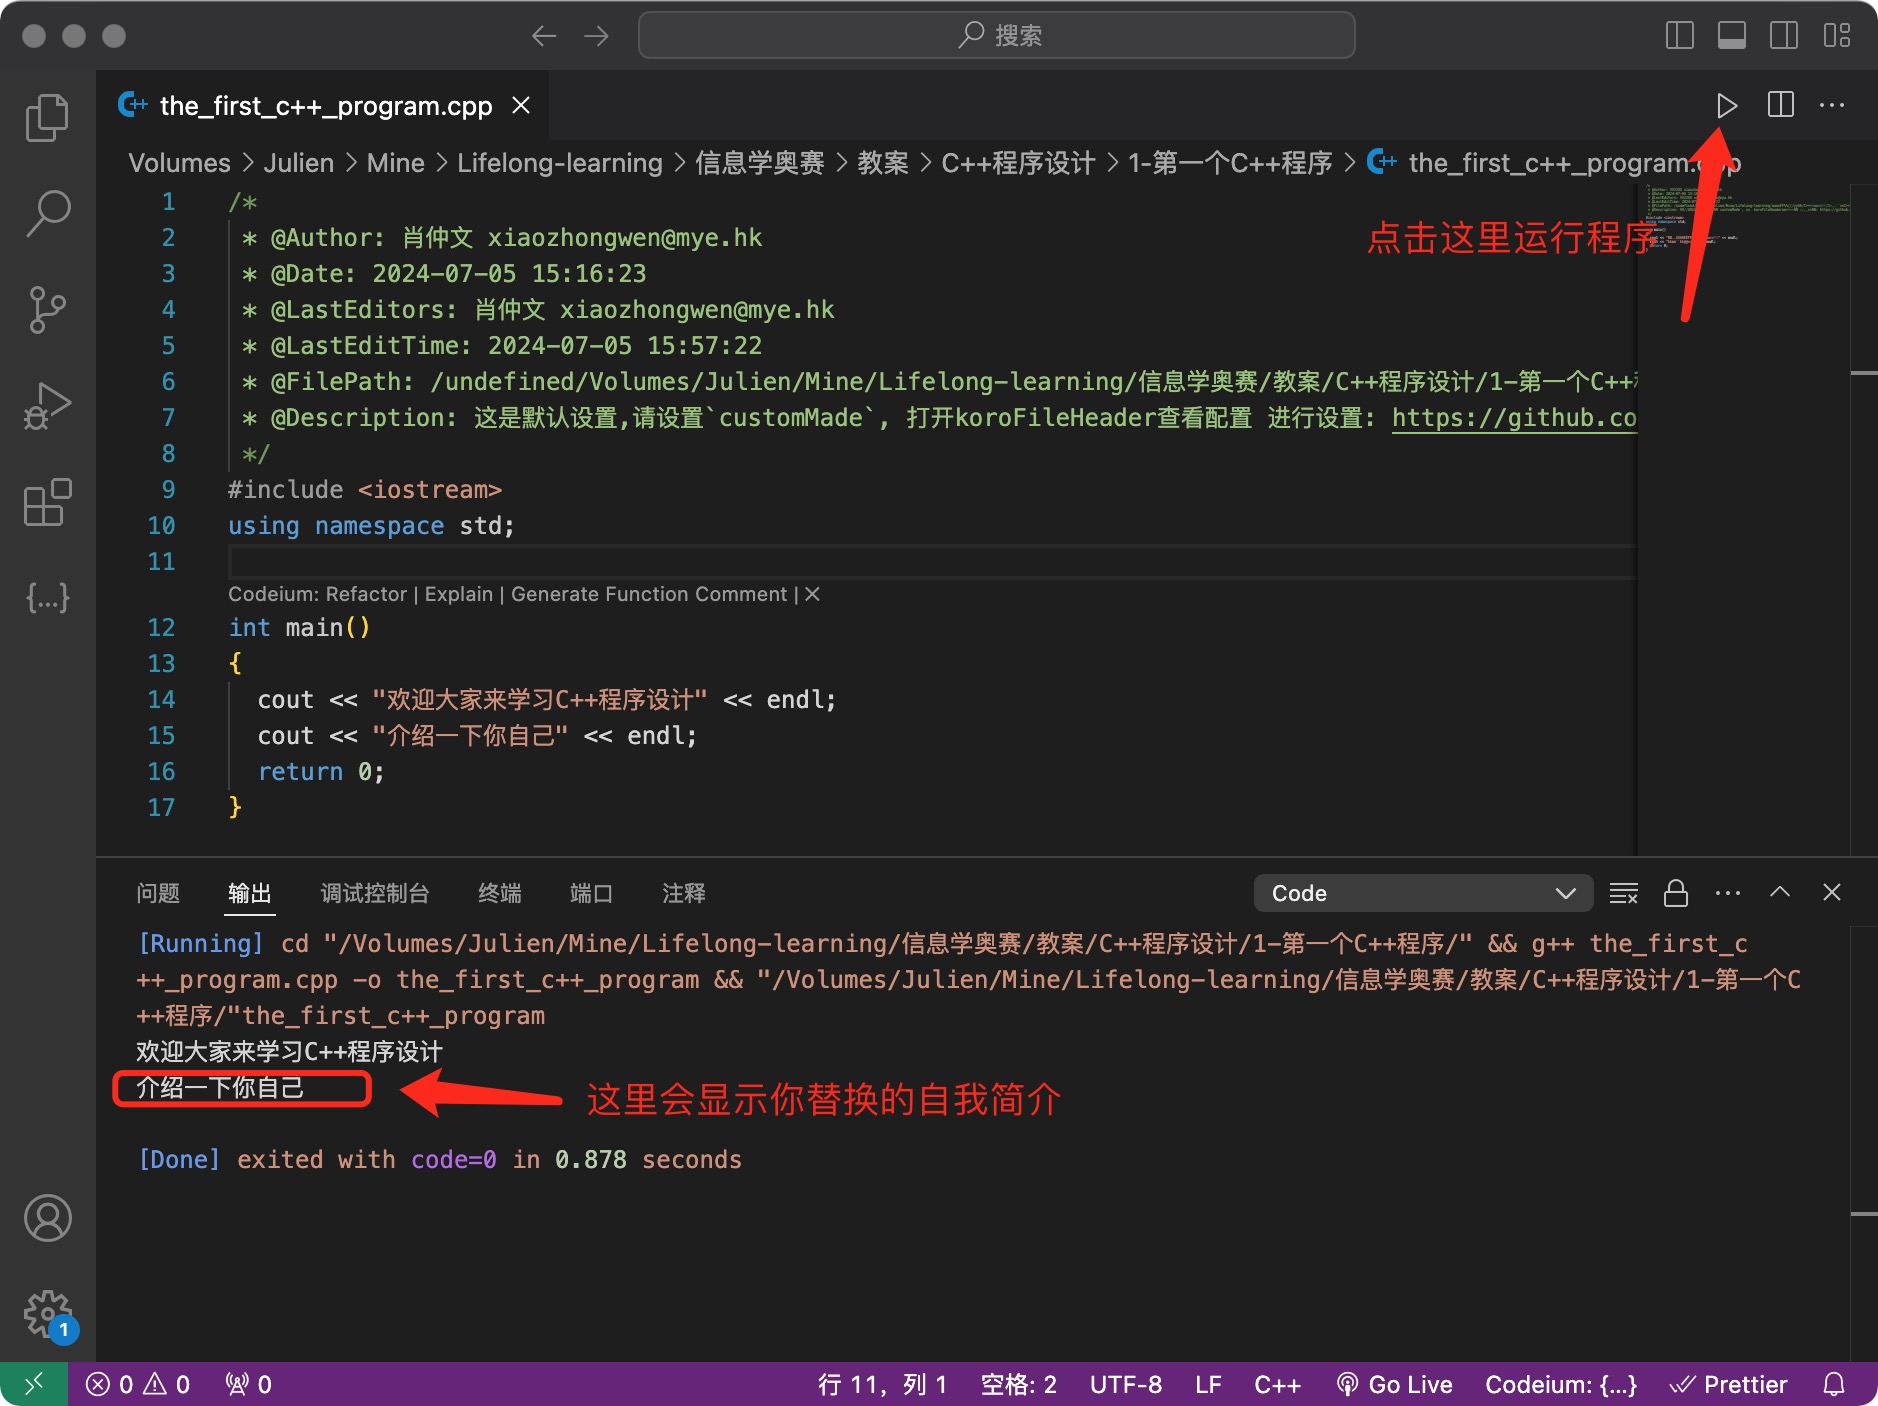 搜索
the_first_c++_program.cpp
Volumes > Julien > Mine > Lifelong-learning > 信息学奥赛 > 教案 > C++程序设计 > 1-第一个C++程序 > the_first_c++_program.cpp
点击这里运行程序
1 /*
2 * @Author: 肖仲文 xiaozhongwen@mye.hk
3 * @Date: 2024-07-05 15:16:23
4 * @LastEditors: 肖仲文 xiaozhongwen@mye.hk
5 * @LastEditTime: 2024-07-05 15:57:22
6 * @FilePath: /undefined/Volumes/Julien/Mine/Lifelong-learning/信息学奥赛/教案/C++程序设计/1-第一个C++
7 * @Description: 这是默认设置,请设置`customMade`, 打开koroFileHeader查看配置 进行设置: https://github.co
8 */
9 #include <iostream>
10 using namespace std;
11
Codeium: Refactor | Explain | Generate Function Comment | ✕
12 int main()
13 {
14 cout << "欢迎大家来学习C++程序设计" << endl;
15 cout << "介绍一下你自己" << endl;
16 return 0;
17 }
问题 输出 调试控制台 终端 端口 注释 Code
[Running] cd "/Volumes/Julien/Mine/Lifelong-learning/信息学奥赛/教案/C++程序设计/1-第一个C++程序/" && g++ the_first_c
++_program.cpp -o the_first_c++_program && "/Volumes/Julien/Mine/Lifelong-learning/信息学奥赛/教案/C++程序设计/1-第一个C
++程序/"the_first_c++_program
欢迎大家来学习C++程序设计
介绍一下你自己
这里会显示你替换的自我简介
[Done] exited with code=0 in 0.878 seconds
1
0 0 0 行 11, 列 1 空格: 2 UTF-8 LF C++ Go Live Codeium: {...} Prettier